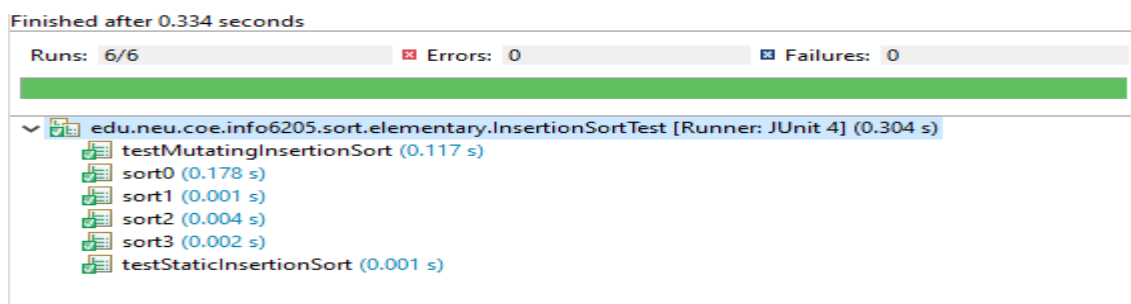 Finished after 0.334 seconds
Runs: 6/6 Errors: 0 Failures: 0
edu.neu.coe.info6205.sort.elementary.InsertionSortTest [Runner: JUnit 4] (0.304 s)
testMutatingInsertionSort (0.117 s)
sort0 (0.178 s)
sort1 (0.001 s)
sort2 (0.004 s)
sort3 (0.002 s)
testStaticInsertionSort (0.001 s)